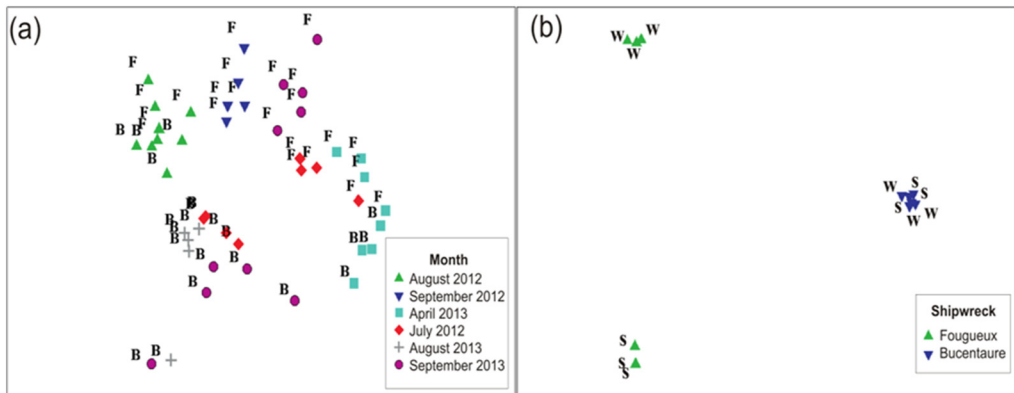 (a)
F
F
F
F
F
F
F F
F
F
F
F
F
F
F
B
B B
F
F
F
F F
B
F
F
F
B
B
B
B
B
B
B
BB
B
B
B
B
B
B
B
B
Month
August 2012
September 2012
April 2013
July 2012
August 2013
September 2013
(b)
W W
W
W S
S
S
W
W
S
S
S
Shipwreck
Fougueux
Bucentaure